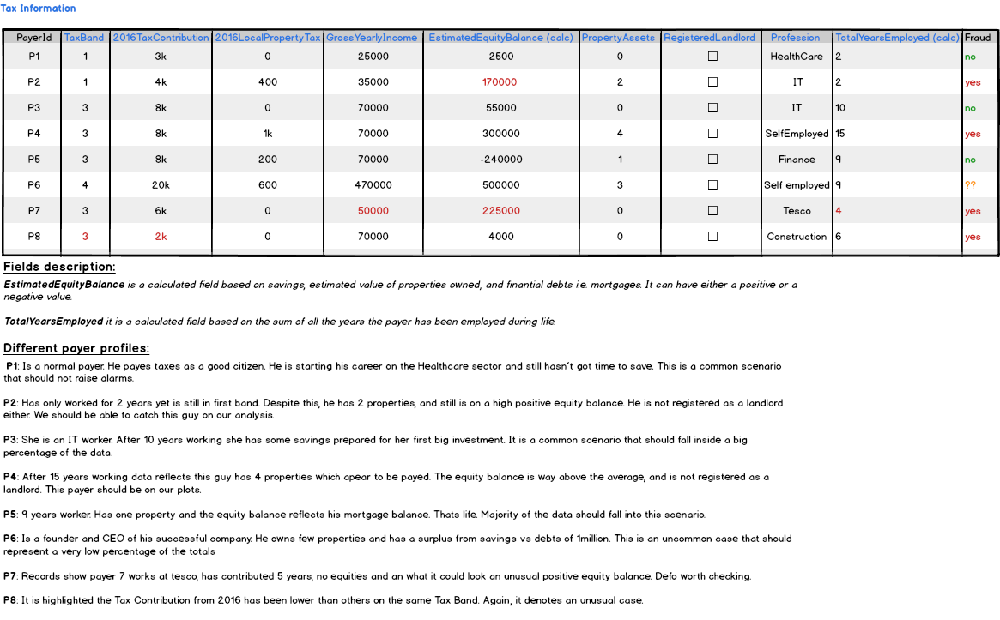 Tax Information
PayerId TaxBand 2016TaxContribution 2016LocalPropertyTax GrossYearlyIncome EstimatedEquityBalance (calc) PropertyAssets RegisteredLandlord Profession TotalYearsEmployed (calc) Fraud
P1 1 3k 0 25000 2500 0 HealthCare 2 no
P2 1 4k 400 35000 170000 2 IT 2 yes
P3 3 8k 0 70000 55000 0 IT 10 no
P4 3 8k 1k 70000 300000 4 SelfEmployed 15 yes
P5 3 8k 200 70000 -240000 1 Finance 9 no
P6 4 20k 600 470000 500000 3 Self employed 9 ??
P7 3 6k 0 50000 225000 0 Tesco 4 yes
P8 3 2k 0 70000 4000 0 Construction 6 yes
Fields description:
EstimatedEquityBalance is a calculated field based on savings, estimated value of properties owned, and finantial debts i.e. mortgages. It can have either a positive or a
negative value.
TotalYearsEmployed it is a calculated field based on the sum of all the years the payer has been employed during life.
Different payer profiles:
P1: Is a normal payer. He payes taxes as a good citizen. He is starting his career on the Healthcare sector and still hasn´t got time to save. This is a common scenario
that should not raise alarms.
P2: Has only worked for 2 years yet is still in first band. Despite this, he has 2 properties, and still is on a high positive equity balance. He is not registered as a landlord
either. We should be able to catch this guy on our analysis.
P3: She is an IT worker. After 10 years working she has some savings prepared for her first big investment. It is a common scenario that should fall inside a big
percentage of the data.
P4: After 15 years working data reflects this guy has 4 properties which apear to be payed. The equity balance is way above the average, and is not registered as a
landlord. This payer should be on our plots.
P5: 9 years worker. Has one property and the equity balance reflects his mortgage balance. Thats life. Majority of the data should fall into this scenario.
P6: Is a founder and CEO of his successful company. He owns few properties and has a surplus from savings vs debts of 1million. This is an uncommon case that should
represent a very low percentage of the totals
P7: Records show payer 7 works at tesco, has contributed 5 years, no equities and an what it could look an unusual positive equity balance. Defo worth checking.
P8: It is highlighted the Tax Contribution from 2016 has been lower than others on the same Tax Band. Again, it denotes an unusual case.